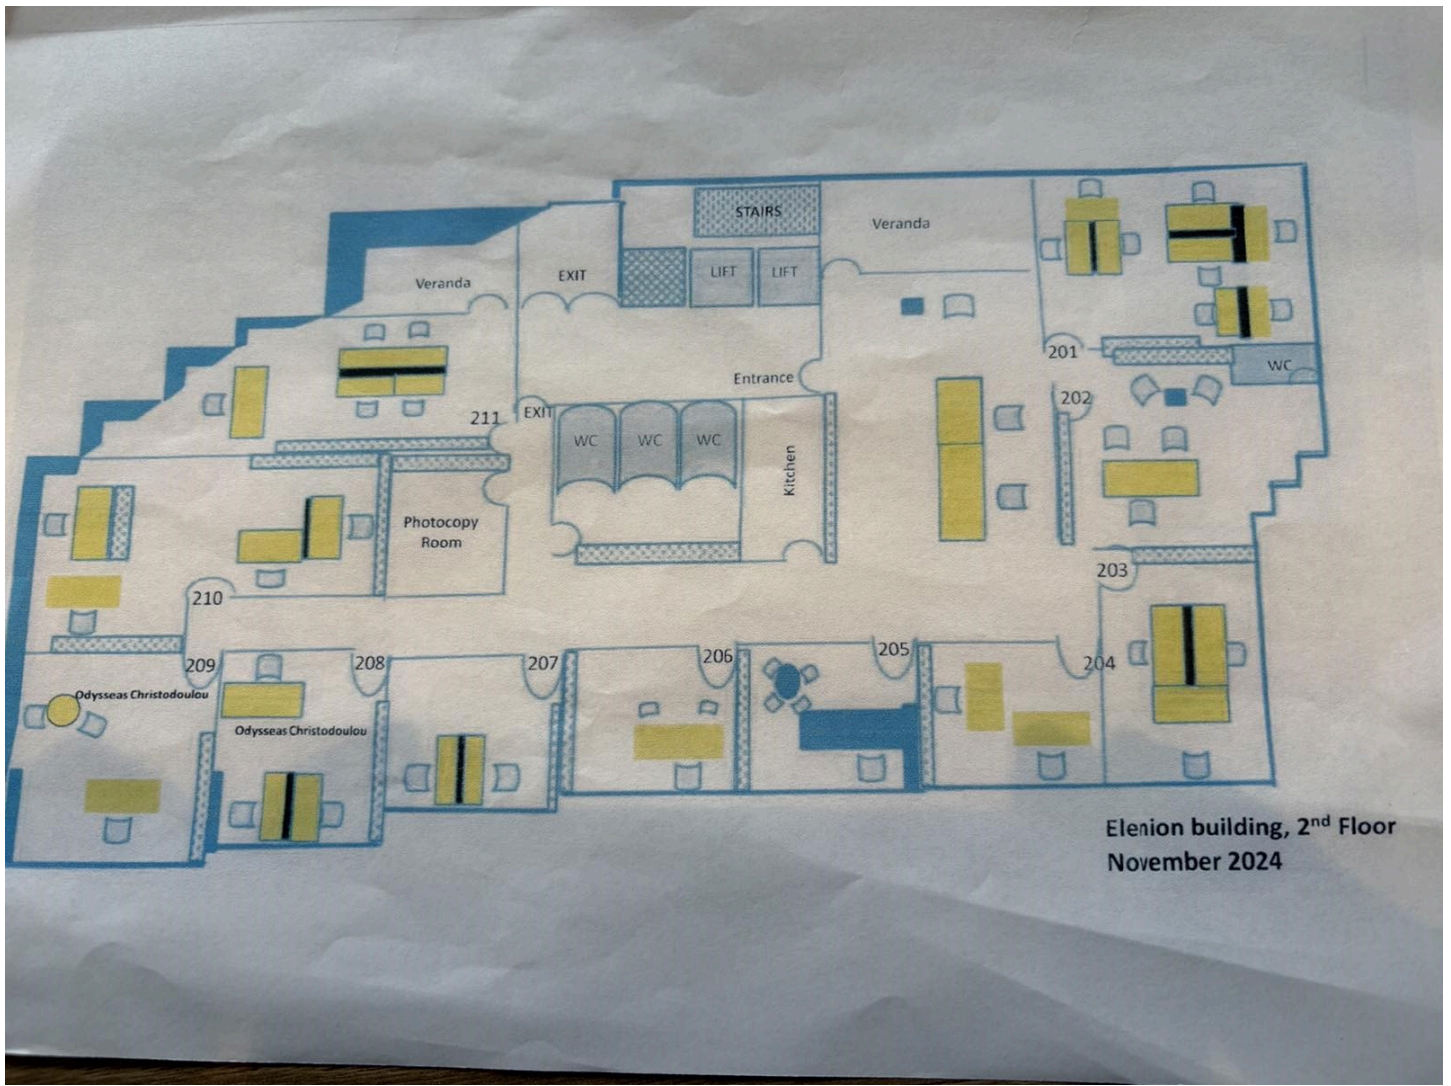 STAIRS
Veranda
EXIT
LIFT
LIFT
Veranda
201
WC
Entrance
202
211
EXIT
WC
WC
WC
Kitchen
Photocopy
Room
203
210
209
208
207
206
205
204
Odysseas Christodoulou
Odysseas Christodoulou
Elenion building, 2nd Floor
November 2024